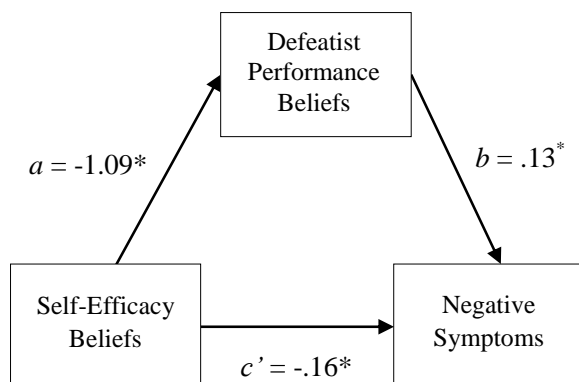 Defeatist
Performance
Beliefs
a = -1.09*
b = .13*
Self-Efficacy
Beliefs
Negative
Symptoms
c’ = -.16*